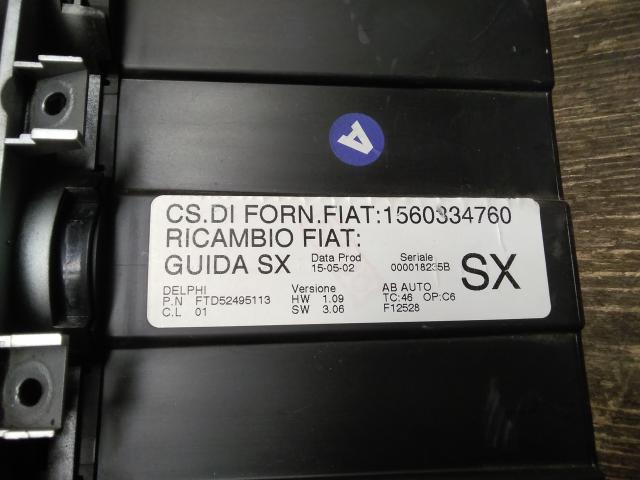 A
CS.DI FORN.FIAT:1560334760
RICAMBIO FIAT:
GUIDA SX Data Prod 15-05-02 Seriale 000018235B SX
DELPHI Versione AB AUTO
P.N FTD52495113 HW 1.09 TC:46 OP:C6
C.L 01 SW 3.06 F12528